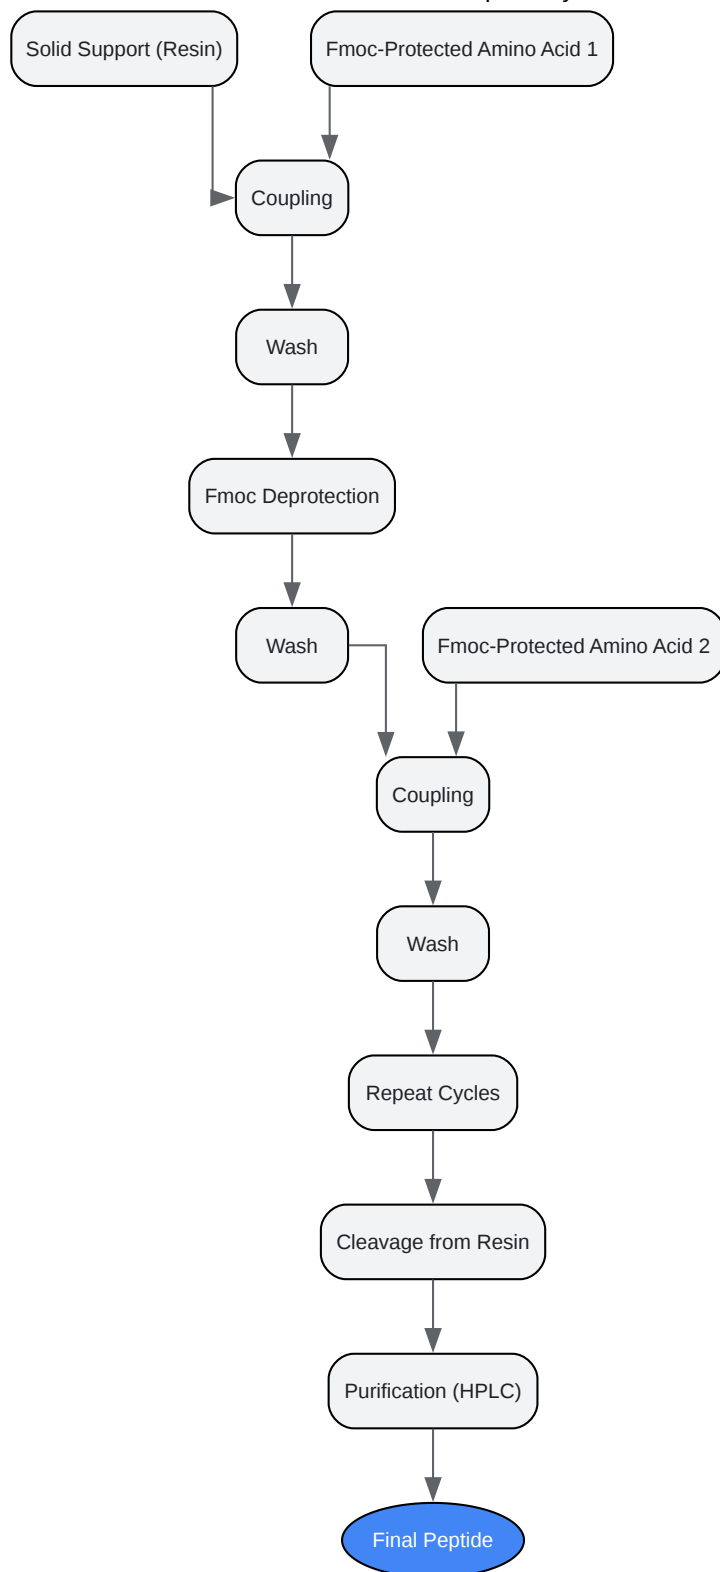 Solid Support (Resin)
Fmoc-Protected Amino Acid 1
Coupling
Wash
Fmoc Deprotection
Wash
Fmoc-Protected Amino Acid 2
Coupling
Wash
Repeat Cycles
Cleavage from Resin
Purification (HPLC)
Final Peptide